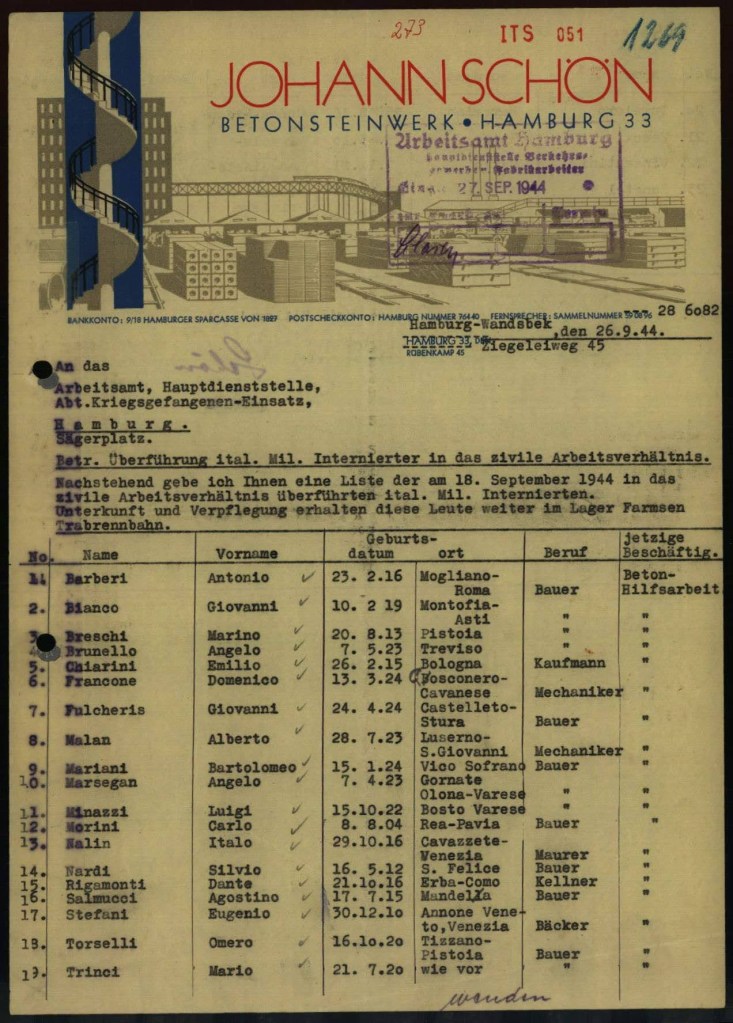 273
ITS 051
1269
JOHANN SCHÖN
BETONSTEINWERK • HAMBURG 33
Arbeitsamt Hamburg
Fabrikarbeiter
27. SEP. 1944
BANKKONTO: 9/18 HAMBURGER SPARCASSE VON 1827 POSTSCHECKKONTO: HAMBURG NUMMER 76440 FERNSPRECHER: SAMMELNUMMER
28 6082
Hamburg-Wandsbek, den 26.9.44.
HAMBURG 33, Ziegeleiweg 45
RÜBENKAMP 45
An das
Arbeitsamt, Hauptdienststelle,
Abt.Kriegsgefangenen-Einsatz,
Hamburg.
Sägerplatz.
Betr. Überführung ital. Mil. Internierter in das zivile Arbeitsverhältnis.
Nachstehend gebe ich Ihnen eine Liste der am 18. September 1944 in das
zivile Arbeitsverhältnis überführten ital. Mil. Internierten.
Unterkunft und Verpflegung erhalten diese Leute weiter im Lager Farmsen
Trabrennbahn.
Geburts- jetzige
No. Name Vorname datum ort Beruf Beschäftig.
1. Barberi Antonio ✓ 23. 2.16 Mogliano- Beton-
Roma Bauer Hilfsarbeit
2. Bianco Giovanni ✓ 10. 2 19 Montofia-
Asti " "
3. Breschi Marino ✓ 20. 8.13 Pistoia " "
4. Brunello Angelo ✓ 7. 5.23 Treviso " "
5. Chiarini Emilio ✓ 26. 2.15 Bologna Kaufmann "
6. Francone Domenico ✓ 13. 3.24 Bosconero-
Cavanese Mechaniker "
7. Fulcheris Giovanni ✓ 24. 4.24 Castelleto-
Stura Bauer "
8. Malan Alberto ✓ 28. 7.23 Luserno-
S.Giovanni Mechaniker "
9. Mariani Bartolomeo ✓ 15. 1.24 Vico Sofrano Bauer "
10. Marsegan Angelo ✓ 7. 4.23 Gornate
Olona-Varese " "
11. Minazzi Luigi ✓ 15.10.22 Bosto Varese " "
12. Morini Carlo ✓ 8. 8.04 Rea-Pavia Bauer "
13. Nalin Italo ✓ 29.10.16 Cavazzete-
Venezia Maurer "
14. Nardi Silvio ✓ 16. 5.12 S. Felice Bauer "
15. Rigamonti Dante ✓ 21.10.16 Erba-Como Kellner "
16. Salmucci Agostino ✓ 17. 7.15 Mandella Bauer "
17. Stefani Eugenio ✓ 30.12.10 Annone Vene-
to,Venezia Bäcker "
18. Torselli Omero ✓ 16.10.20 Tizzano-
Pistoia Bauer "
19. Trinci Mario ✓ 21. 7.20 wie vor " "
wenden